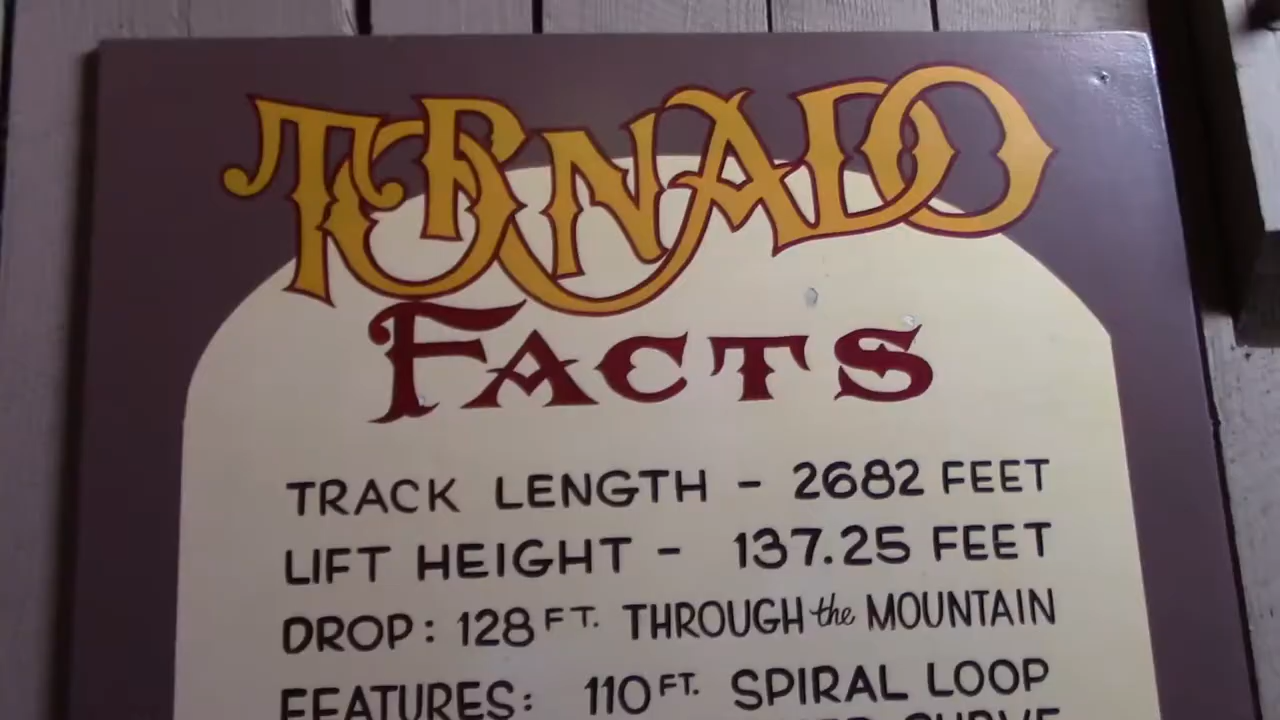 TORNADO
FACTS
TRACK LENGTH - 2682 FEET
LIFT HEIGHT - 137.25 FEET
DROP: 128 FT. THROUGH the MOUNTAIN
FEATURES: 110 FT. SPIRAL LOOP
CURVE